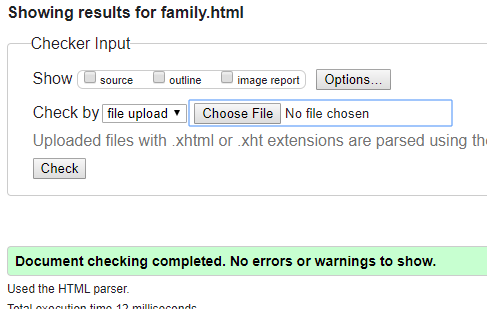 Showing results for family.html
Checker Input
Show source outline image report Options...
Check by file upload Choose File No file chosen
Uploaded files with .xhtml or .xht extensions are parsed using the
Check
Document checking completed. No errors or warnings to show.
Used the HTML parser.
Total execution time 12 milliseconds